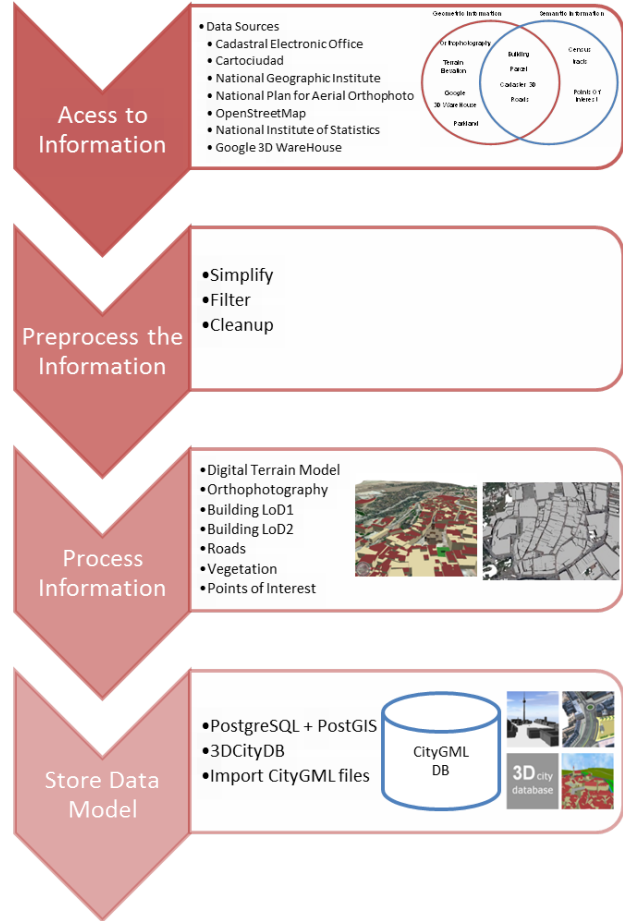 Acess to
Information
•Data Sources
•Cadastral Electronic Office
•Cartociudad
•National Geographic Institute
•National Plan for Aerial Orthophoto
•OpenStreetMap
•National Institute of Statistics
•Google 3D WareHouse
Geometric Information
Semantic Information
Orthophotography
Terrain
Elevation
Google
3D WareHouse
Parkland
Building
Parcel
Cadaster 3D
Roads
Census
tracts
Points Of
Interest
Preprocess the
Information
•Simplify
•Filter
•Cleanup
Process
Information
•Digital Terrain Model
•Orthophotography
•Building LoD1
•Building LoD2
•Roads
•Vegetation
•Points of Interest
Store Data
Model
•PostgreSQL + PostGIS
•3DCityDB
•Import CityGML files
CityGML
DB
3D city
database